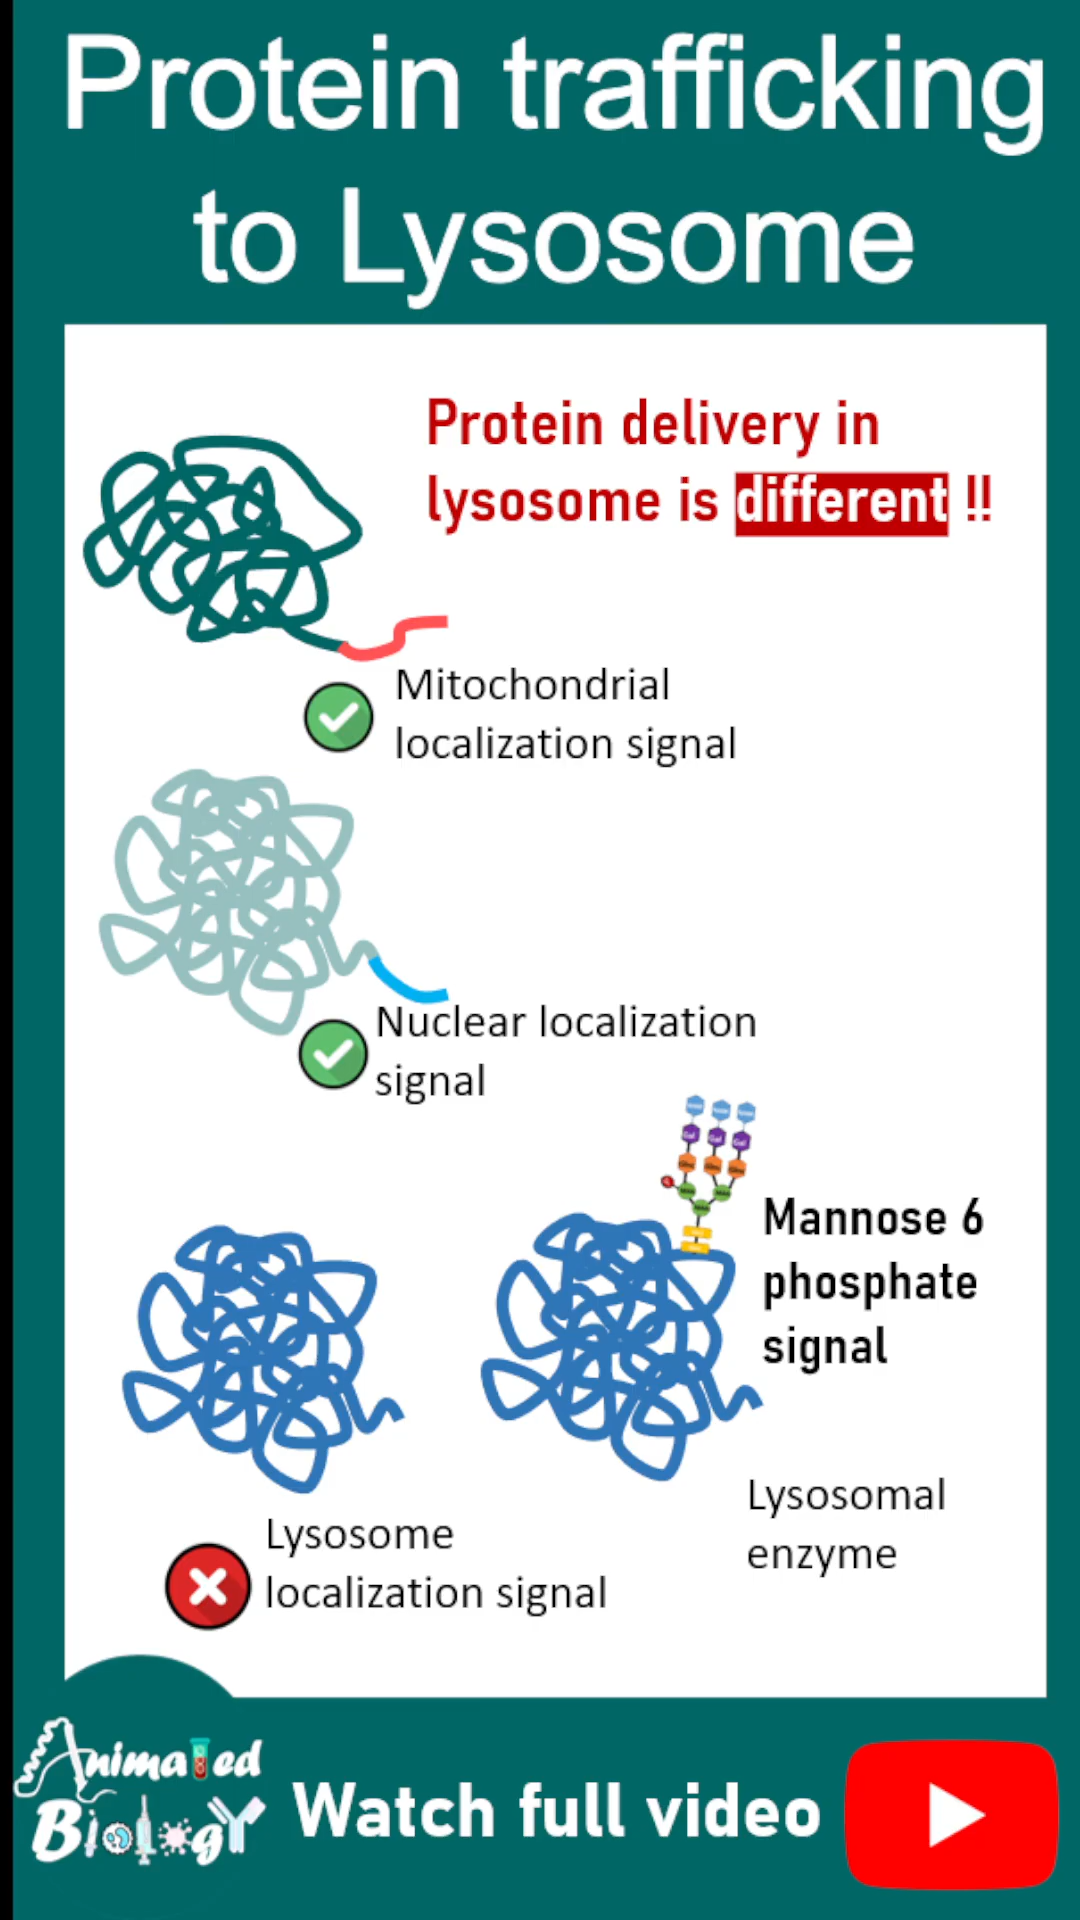 Protein trafficking
to Lysosome
Protein delivery in
lysosome is different !!
Mitochondrial
localization signal
Nuclear localization
signal
Mannose 6
phosphate
signal
Lysosomal
enzyme
Lysosome
localization signal
Animated
Biology
Watch full video